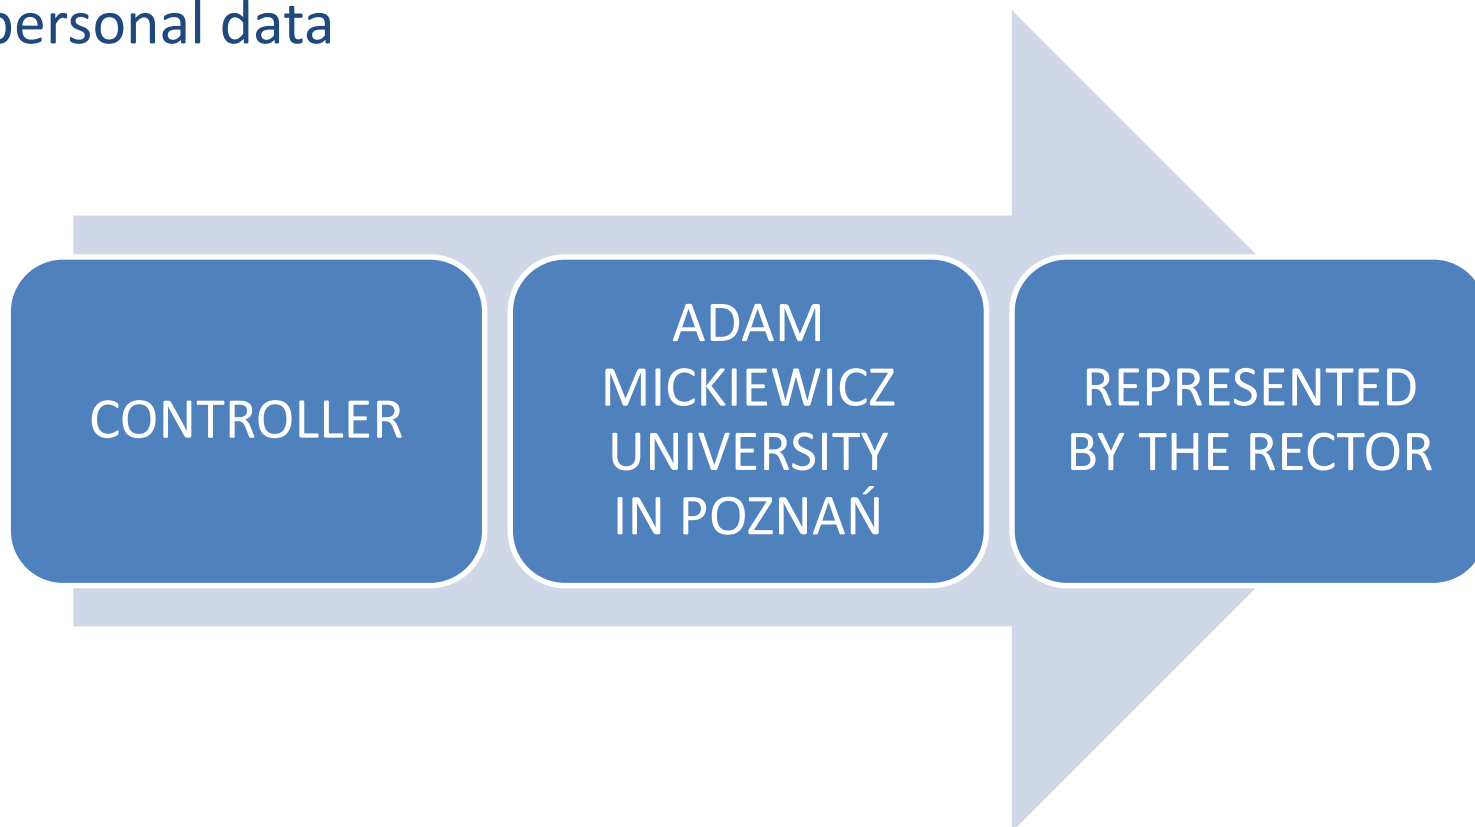 personal data
CONTROLLER
ADAM
MICKIEWICZ
UNIVERSITY
IN POZNAŃ
REPRESENTED
BY THE RECTOR